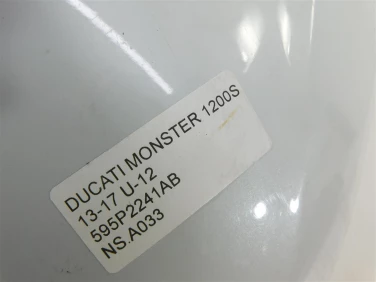 DUCATI MONSTER 1200S
13-17 U-12
595P2241AB
NS.A033